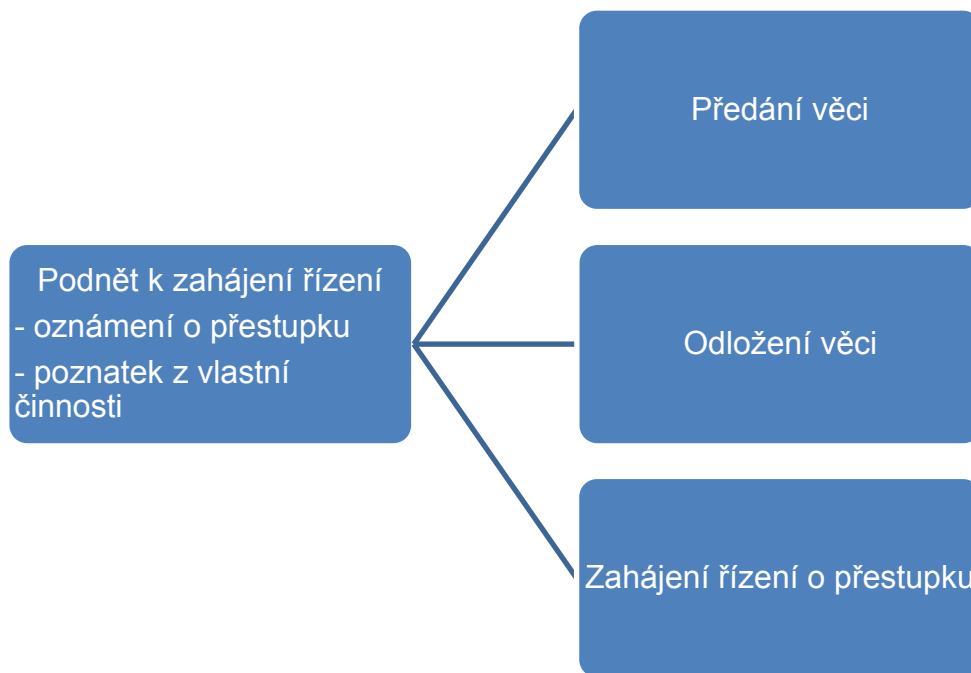 Podnět k zahájení řízení
- oznámení o přestupku
- poznatek z vlastní
činnosti
Předání věci
Odložení věci
Zahájení řízení o přestupku